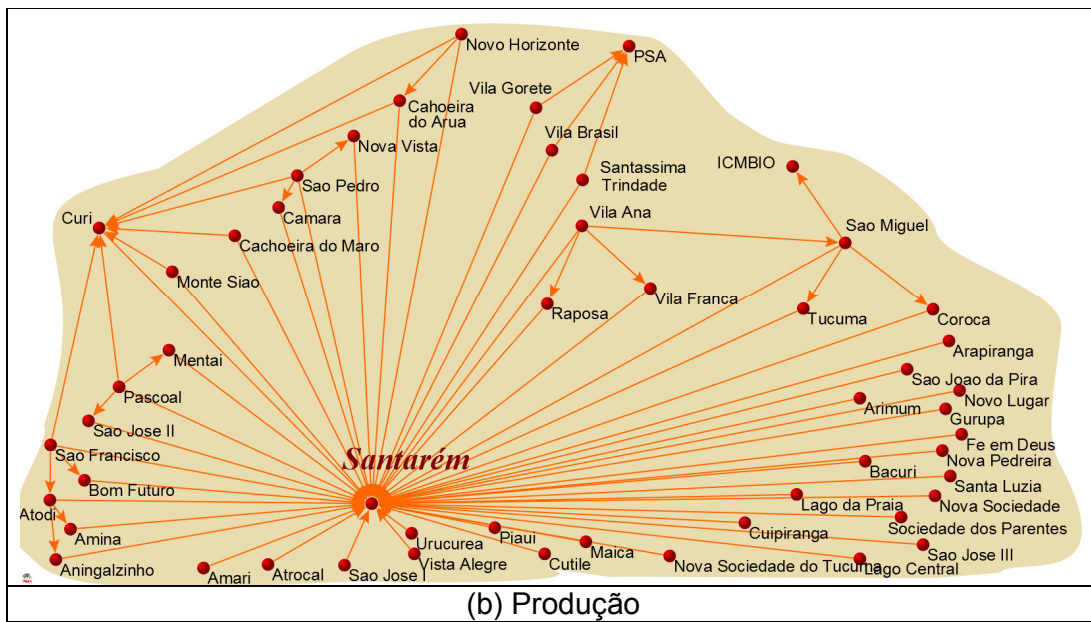 Novo Horizonte
PSA
Vila Gorete
Cahoeira
do Arua
Vila Brasil
Nova Vista
ICMBIO
Santassima
Trindade
Sao Pedro
Camara
Curi
Vila Ana
Sao Miguel
Cachoeira do Maro
Monte Siao
Vila Franca
Raposa
Tucuma
Coroca
Arapiranga
Mentai
Sao Joao da Pira
Pascoal
Novo Lugar
Arimum
Gurupa
Sao Jose II
Fe em Deus
Sao Francisco
Santarém
Nova Pedreira
Bacuri
Bom Futuro
Santa Luzia
Lago da Praia
Nova Sociedade
Atodi
Sociedade dos Parentes
Amina
Cuipiranga
Piaui
Urucurea
Maica
Sao Jose III
Aningalzinho
Amari
Atrocal
Sao Jose I
Vista Alegre
Cutile
Nova Sociedade do Tucuma
Lago Central
(b) Produção